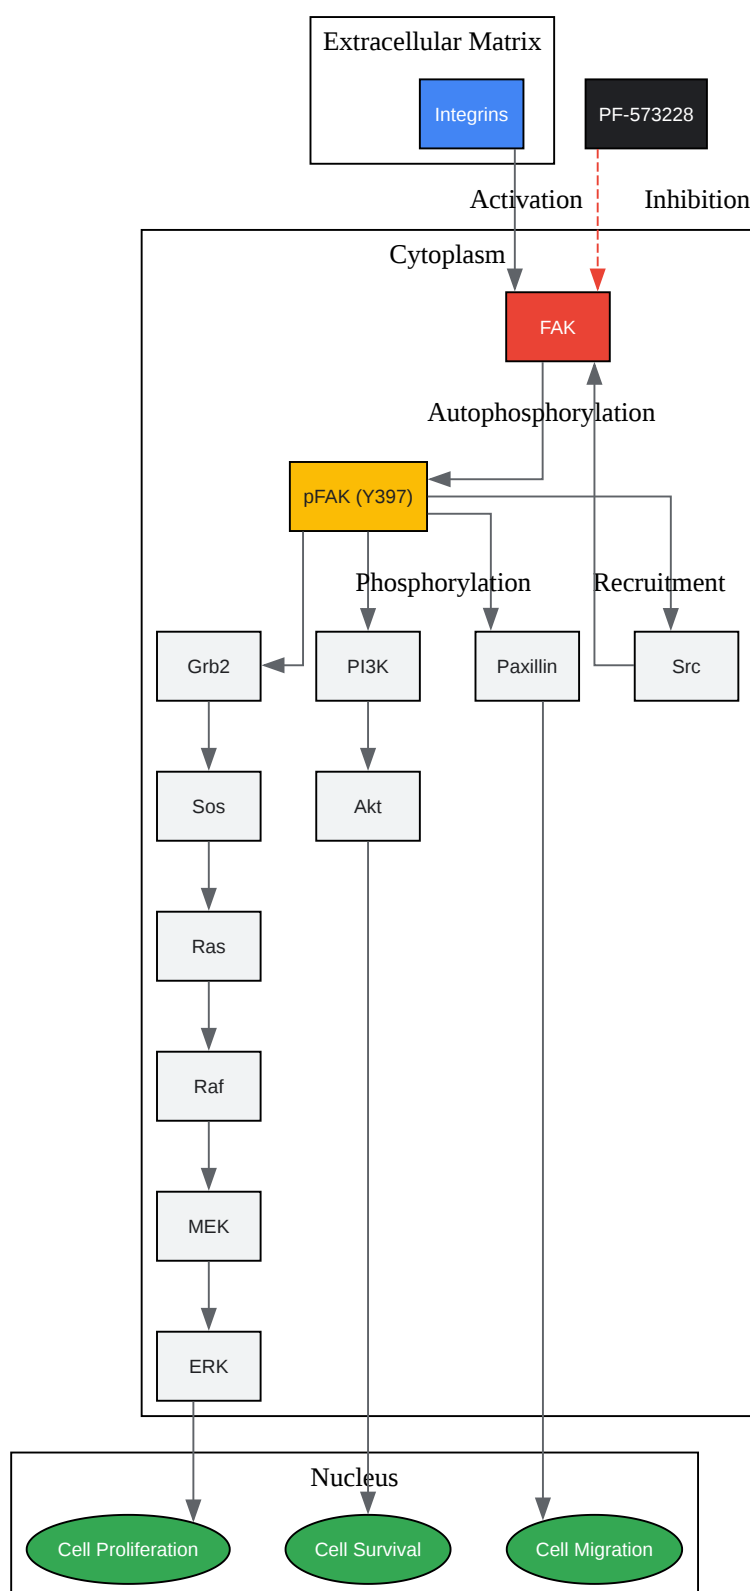 Extracellular Matrix
Integrins
PF-573228
Activation
Inhibition
Cytoplasm
FAK
Autophosphorylation
pFAK (Y397)
Phosphorylation
Recruitment
Grb2
PI3K
Paxillin
Src
Sos
Akt
Ras
Raf
MEK
ERK
Nucleus
Cell Proliferation
Cell Survival
Cell Migration